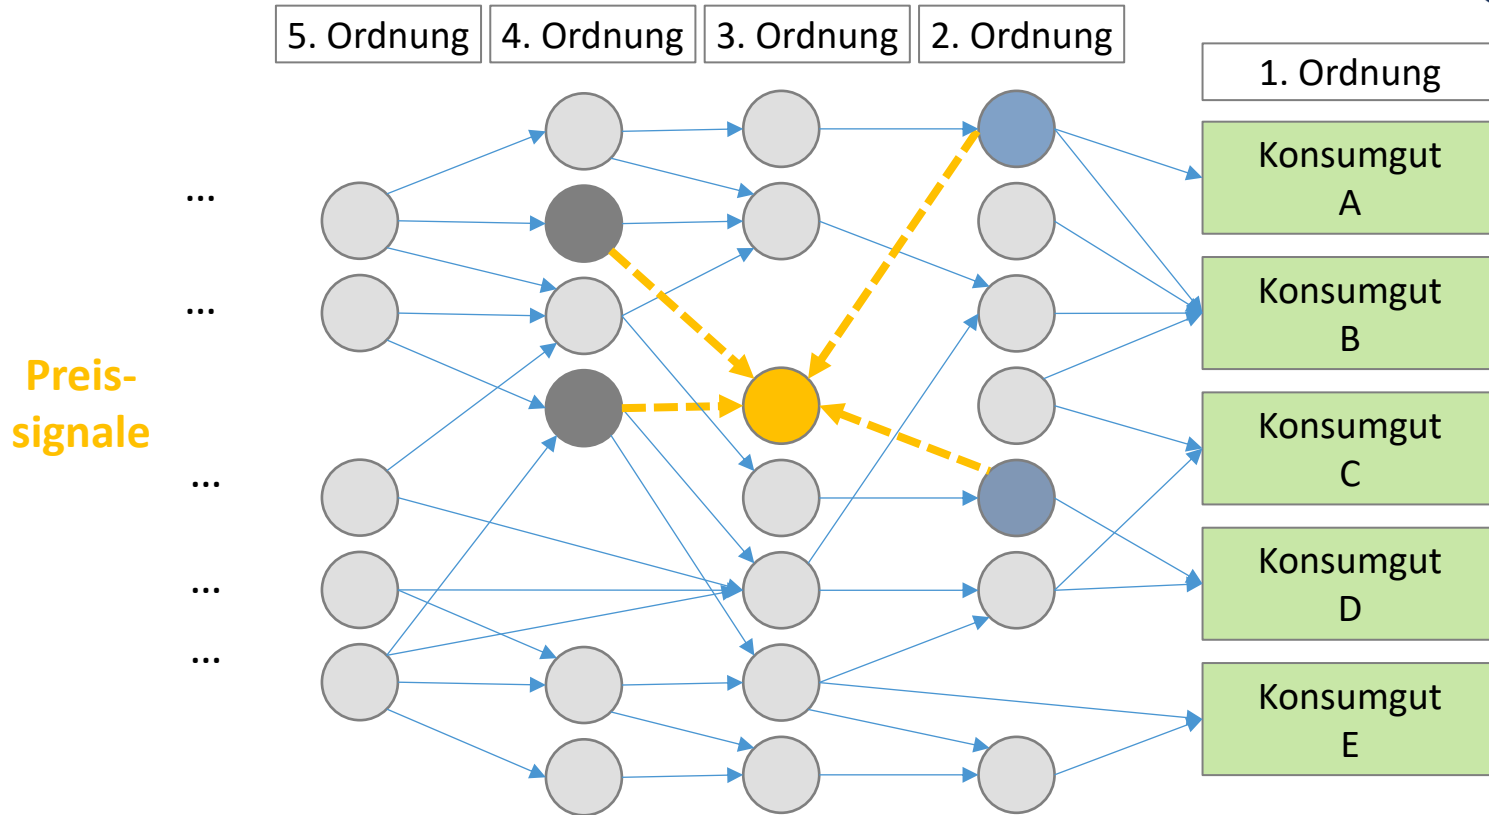 5. Ordnung
4. Ordnung
3. Ordnung
2. Ordnung
1. Ordnung
Konsumgut
A
...
Konsumgut
B
...
Preis-
signale
Konsumgut
C
...
Konsumgut
D
...
...
Konsumgut
E